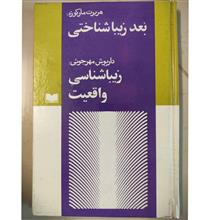 هربرت مارکوزه
بعد زیباشناختی
داریوش مهرجویی
زیباشناسی
واقعیت